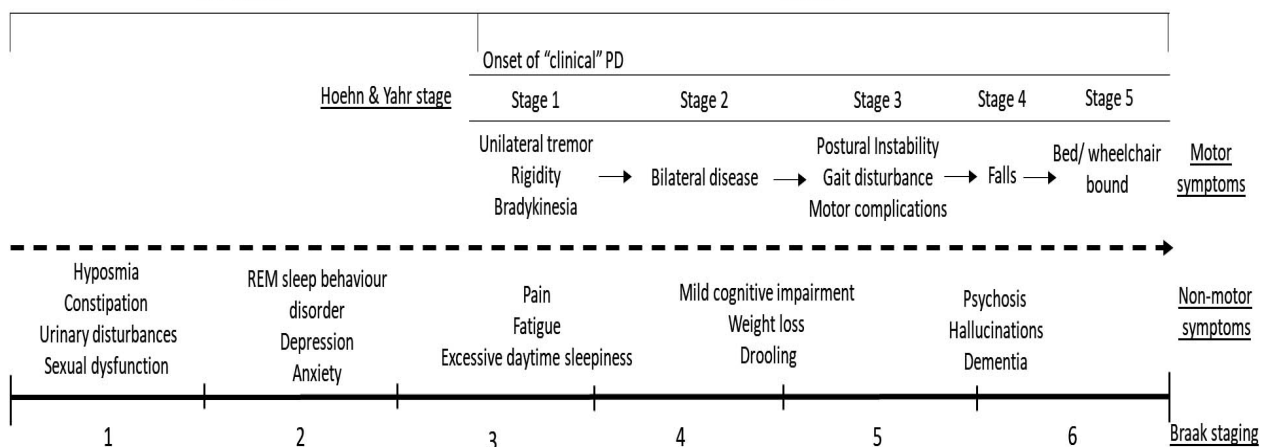 Onset of “clinical” PD
Hoehn & Yahr stage
Stage 1
Stage 2
Stage 3
Stage 4
Stage 5
Unilateral tremor
Rigidity
Bradykinesia
Bilateral disease
Postural Instability
Gait disturbance
Motor complications
Falls
Bed/ wheelchair
bound
Motor
symptoms
Hyposmia
Constipation
Urinary disturbances
Sexual dysfunction
REM sleep behaviour
disorder
Depression
Anxiety
Pain
Fatigue
Excessive daytime sleepiness
Mild cognitive impairment
Weight loss
Drooling
Psychosis
Hallucinations
Dementia
Non-motor
symptoms
1
2
3
4
5
6
Braak staging